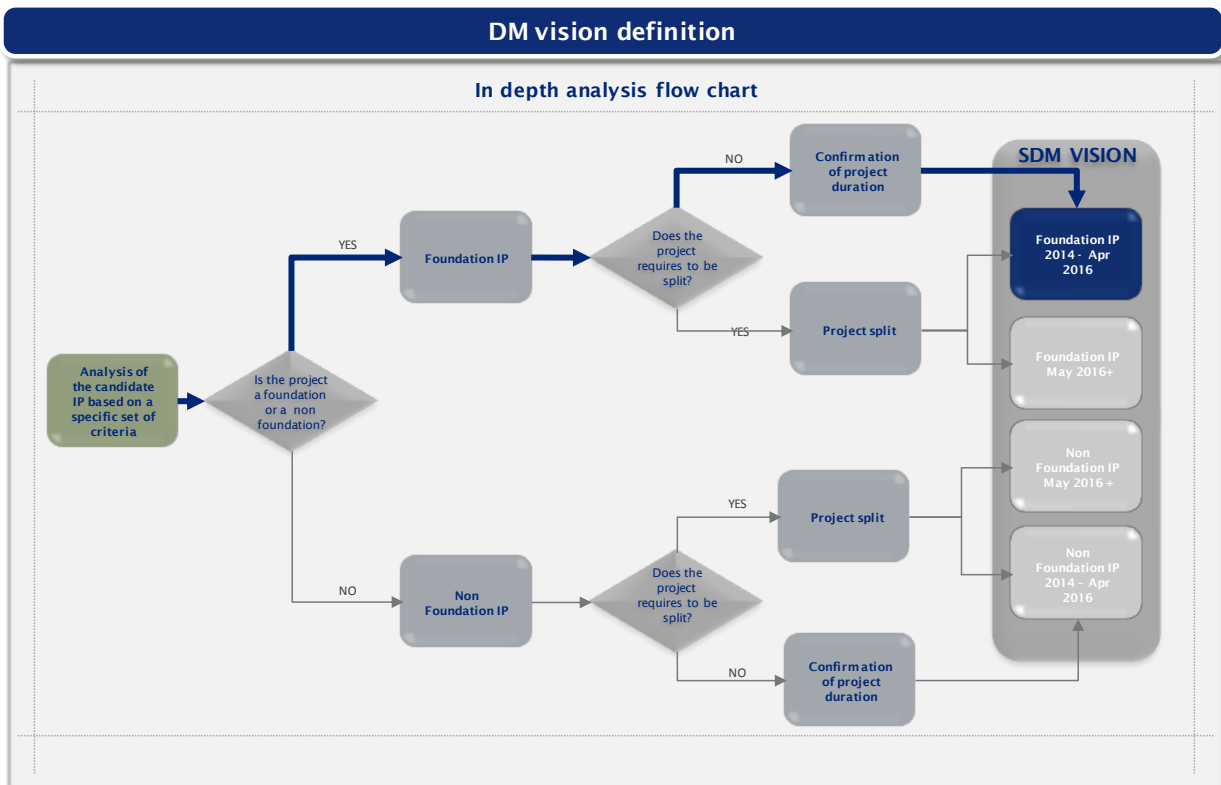 DM vision definition
In depth analysis flow chart
SDM VISION
NO
Confirmation
of project
duration
YES
Foundation IP
Does the
project
requires to be
split?
Foundation IP
2014 - Apr
2016
YES
Project split
Foundation IP
May 2016+
Analysis of
the candidate
IP based on a
specific set of
criteria
Is the project
a foundation
or a non
foundation?
Non
Foundation IP
May 2016 +
YES
Project split
NO
Non
Foundation IP
Does the
project
requires to be
split?
Non
Foundation IP
2014 – Apr
2016
NO
Confirmation
of project
duration